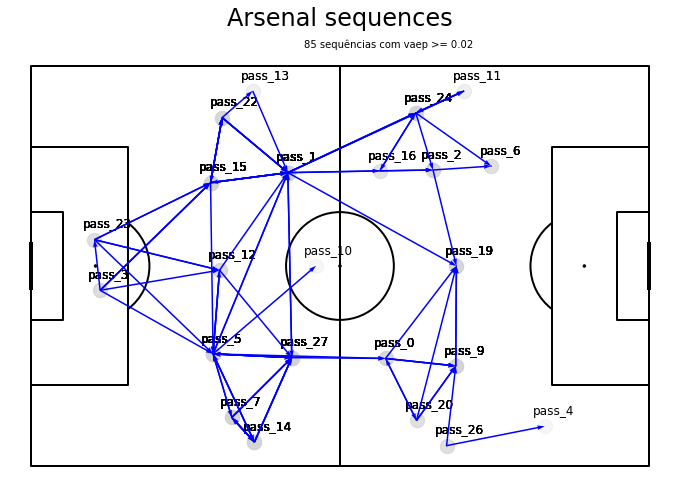 Arsenal sequences
85 sequências com vaep >= 0.02
pass_13
pass_11
pass_22
pass_24
pass_1
pass_16
pass_2
pass_6
pass_15
pass_23
pass_12
pass_10
pass_19
pass_3
pass_5
pass_27
pass_0
pass_9
pass_7
pass_14
pass_20
pass_4
pass_26